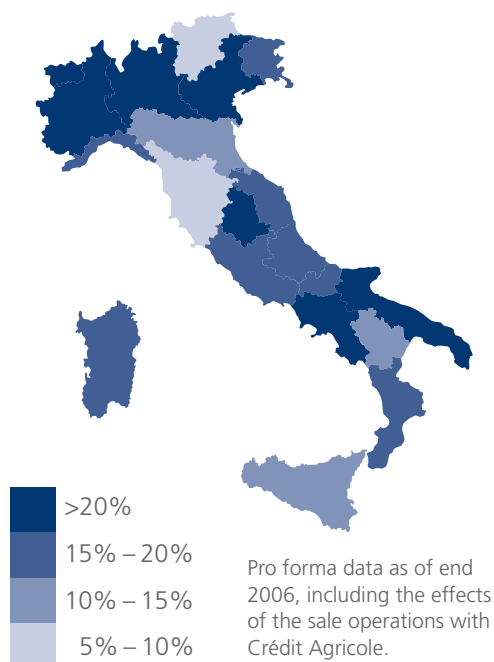 >20%
15% – 20%
10% – 15%
5% – 10%
Pro forma data as of end
2006, including the effects
of the sale operations with
Crédit Agricole.